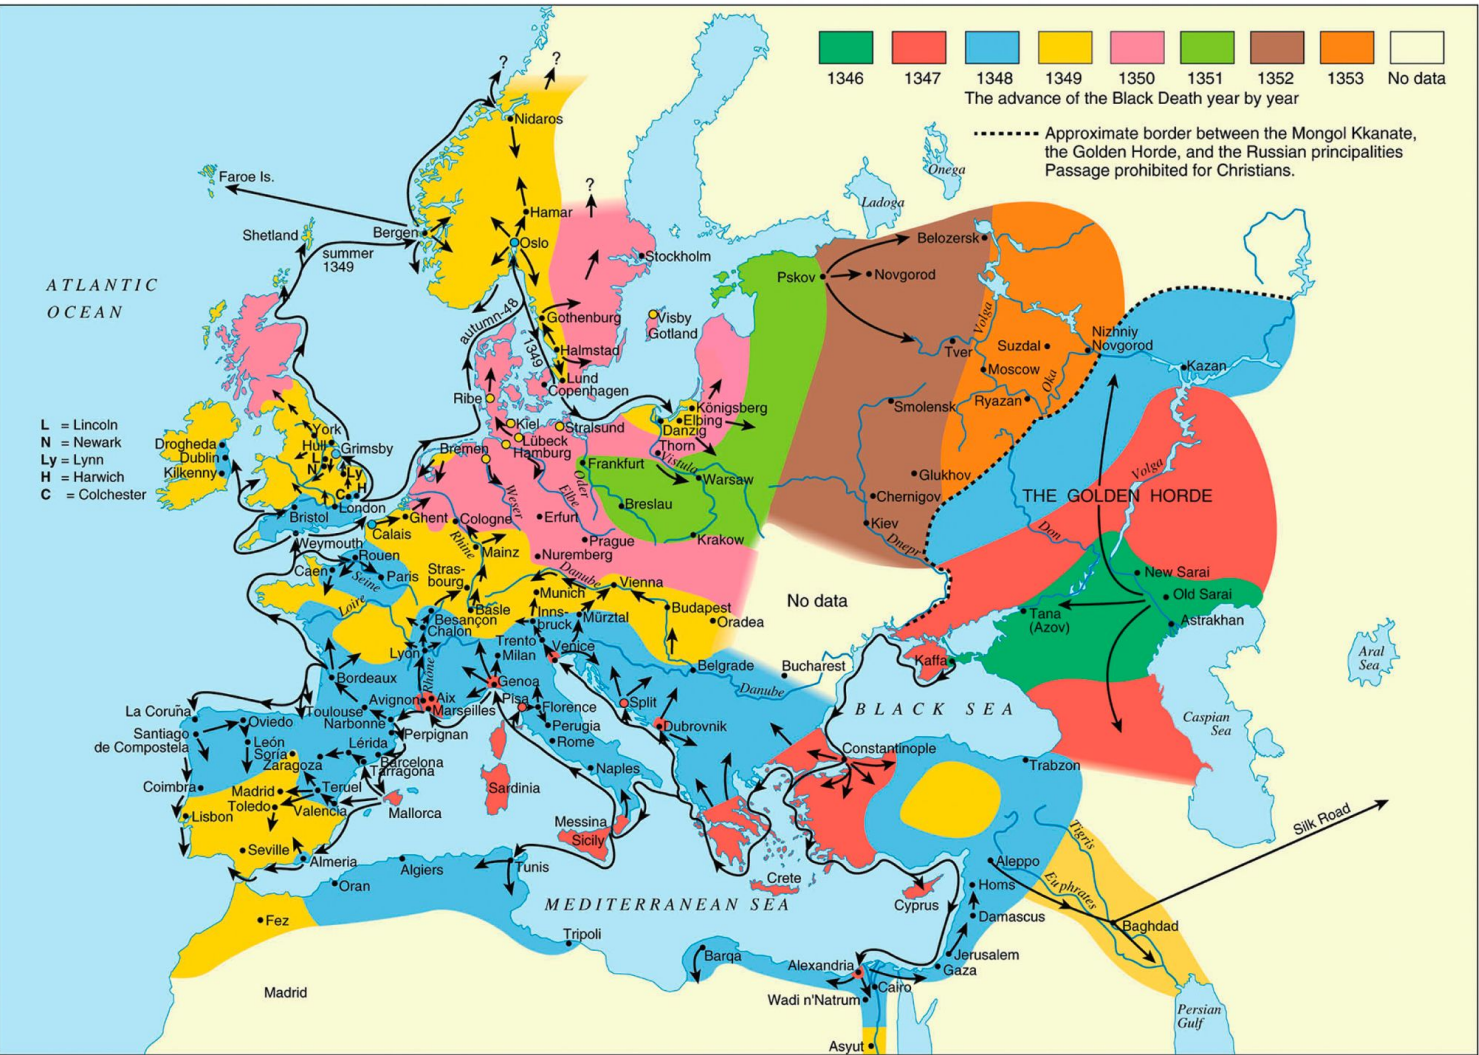 1346 1347 1348 1349 1350 1351 1352 1353 No data
The advance of the Black Death year by year
Approximate border between the Mongol Kkanate,
the Golden Horde, and the Russian principalities
Passage prohibited for Christians.
?
?
?
Nidaros
Faroe Is.
Hamar
Shetland
Bergen
Oslo
summer
1349
Stockholm
ATLANTIC
OCEAN
Onega
Ladoga
Belozersk
Pskov
Novgorod
autumn-48
1349
Gothenburg
Visby
Gotland
Halmstad
Lund
Copenhagen
Volga
Tver
Suzdal
Nizhniy
Novgorod
Moscow
Oka
Kazan
Ryazan
Smolensk
Ribe
Kiel
Stralsund
Lübeck
Hamburg
Bremen
Königsberg
Elbing
Danzig
Thorn
Vistula
L = Lincoln
N = Newark
Ly = Lynn
H = Harwich
C = Colchester
York
Hull
Grimsby
L
N
Ly
H
C
Drogheda
Dublin
Kilkenny
London
Bristol
Weymouth
Calais
Ghent
Cologne
Weser
Elbe
Oder
Frankfurt
Warsaw
Breslau
Erfurt
Prague
Krakow
Nuremberg
Glukhov
Chernigov
Kiev
Dnepr
THE GOLDEN HORDE
Volga
Don
New Sarai
Old Sarai
Tana
(Azov)
Astrakhan
Rouen
Caen
Seine
Paris
Loire
Rhine
Mainz
Stras-
bourg
Danube
Vienna
Munich
Basle
Besançon
Chalon
Inns-
bruck
Mürztal
Budapest
Oradea
No data
Lyon
Rhone
Trento
Milan
Venice
Belgrade
Bucharest
Danube
Kaffa
Aral
Sea
Bordeaux
Avignon
Aix
Marseilles
Genoa
Pisa
Florence
Perugia
Rome
Split
Dubrovnik
BLACK SEA
Caspian
Sea
La Coruña
Oviedo
Santiago
de Compostela
León
Soría
Zaragoza
Toulouse
Narbonne
Perpignan
Lérida
Barcelona
Tarragona
Constantinople
Trabzon
Coimbra
Madrid
Toledo
Teruel
Valencia
Mallorca
Lisbon
Seville
Almeria
Sardinia
Naples
Messina
Sicily
Silk Road
Tigris
Euphrates
Aleppo
Homs
Damascus
Baghdad
Algiers
Oran
Tunis
Crete
Cyprus
MEDITERRANEAN SEA
Fez
Tripoli
Barqa
Alexandria
Jerusalem
Gaza
Cairo
Wadi n'Natrum
Madrid
Persian
Gulf
Asyut